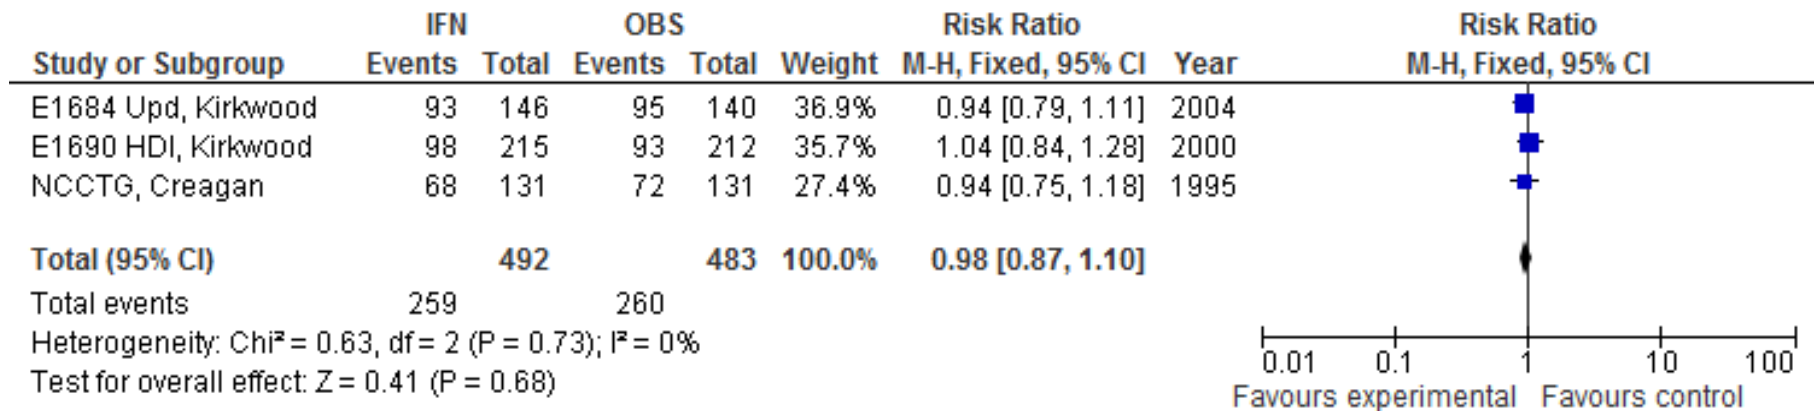 IFN OBS Risk Ratio Risk Ratio
Study or Subgroup Events Total Events Total Weight M-H, Fixed, 95% CI Year M-H, Fixed, 95% CI
E1684 Upd, Kirkwood 93 146 95 140 36.9% 0.94 [0.79, 1.11] 2004
E1690 HDI, Kirkwood 98 215 93 212 35.7% 1.04 [0.84, 1.28] 2000
NCCTG, Creagan 68 131 72 131 27.4% 0.94 [0.75, 1.18] 1995
Total (95% CI) 492 483 100.0% 0.98 [0.87, 1.10]
Total events 259 260
Heterogeneity: Chi² = 0.63, df = 2 (P = 0.73); I² = 0%
Test for overall effect: Z = 0.41 (P = 0.68)
0.01 0.1 1 10 100
Favours experimental Favours control